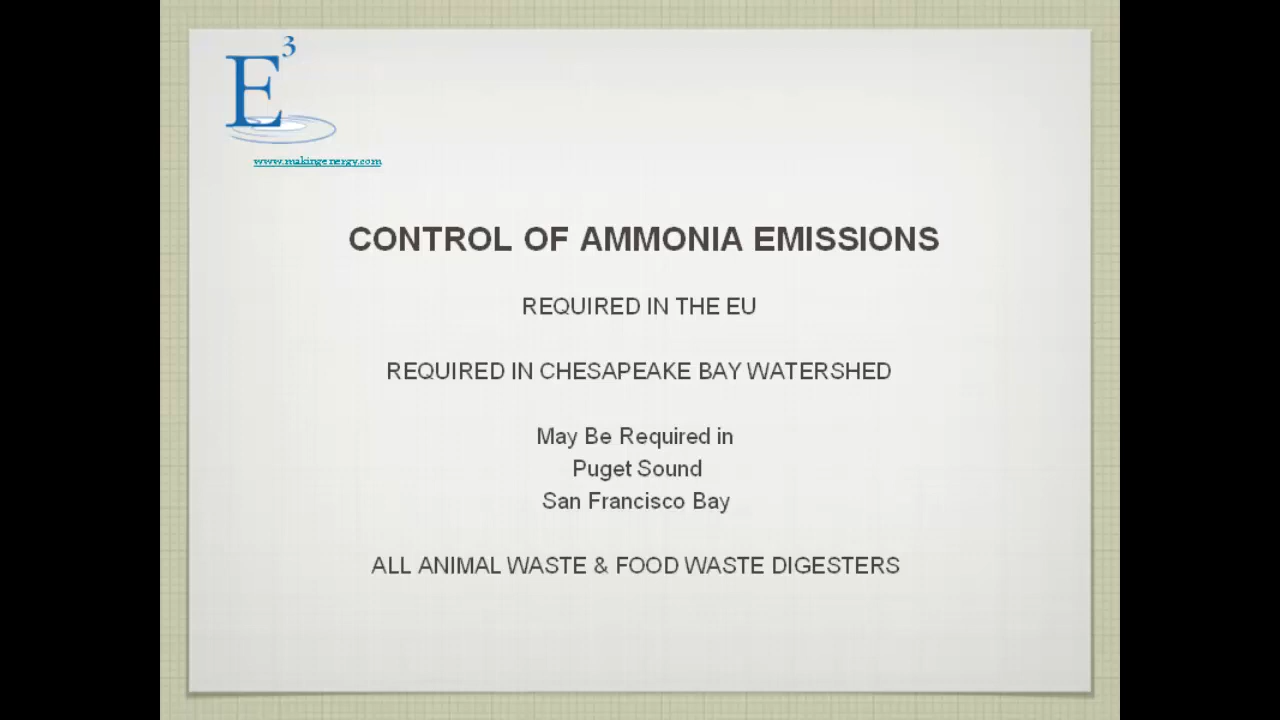 E³
www.makingenergy.com
CONTROL OF AMMONIA EMISSIONS
REQUIRED IN THE EU
REQUIRED IN CHESAPEAKE BAY WATERSHED
May Be Required in
Puget Sound
San Francisco Bay
ALL ANIMAL WASTE & FOOD WASTE DIGESTERS